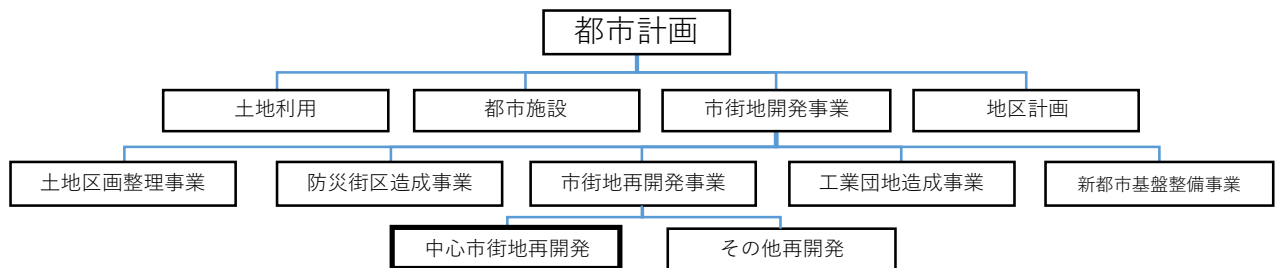 都市計画
土地利用
都市施設
市街地開発事業
地区計画
土地区画整理事業
防災街区造成事業
市街地再開発事業
工業団地造成事業
新都市基盤整備事業
中心市街地再開発
その他再開発